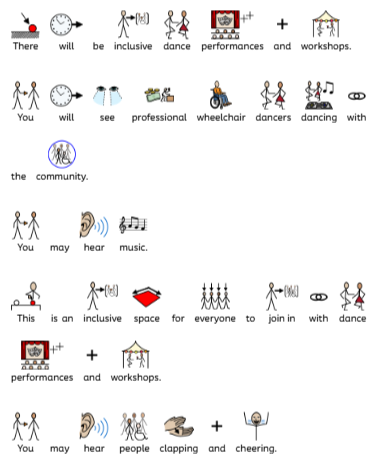 There will be inclusive dance performances and workshops.
You will see professional wheelchair dancers dancing with
the community.
You may hear music.
This is an inclusive space for everyone to join in with dance
performances and workshops.
You may hear people clapping and cheering.